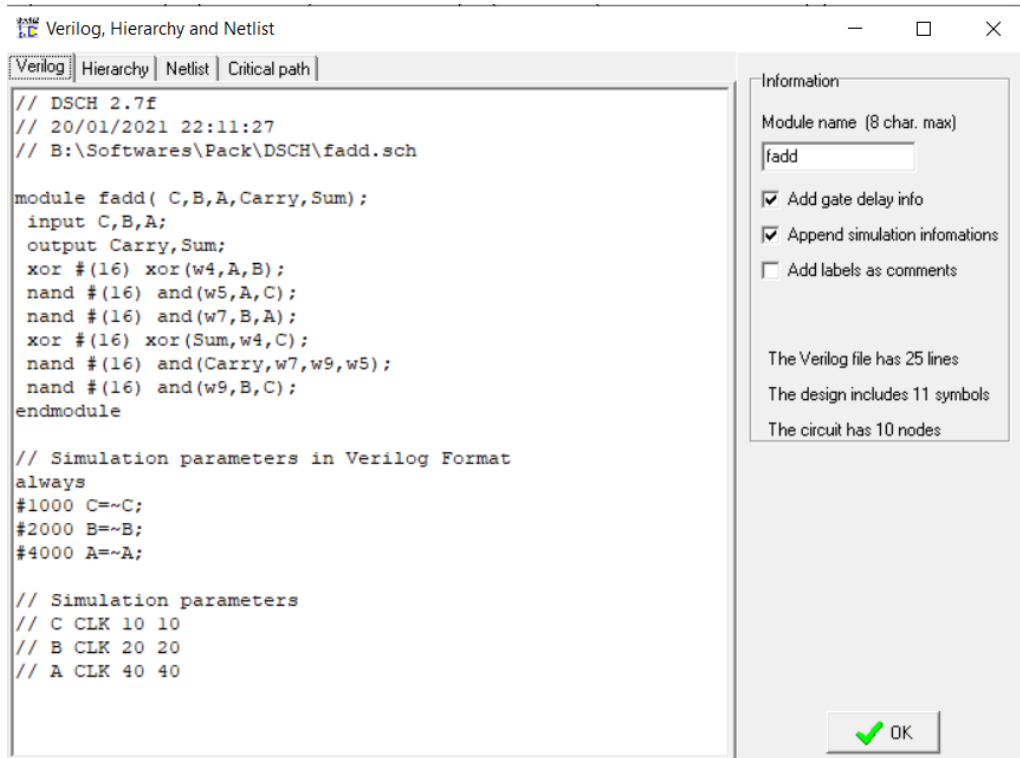 Verilog, Hierarchy and Netlist
Verilog Hierarchy Netlist Critical path
// DSCH 2.7f
// 20/01/2021 22:11:27
// B:\Softwares\Pack\DSCH\fadd.sch
module fadd( C,B,A,Carry,Sum);
input C,B,A;
output Carry,Sum;
xor #(16) xor(w4,A,B);
nand #(16) and(w5,A,C);
nand #(16) and(w7,B,A);
xor #(16) xor(Sum,w4,C);
nand #(16) and(Carry,w7,w9,w5);
nand #(16) and(w9,B,C);
endmodule
// Simulation parameters in Verilog Format
always
#1000 C=~C;
#2000 B=~B;
#4000 A=~A;
// Simulation parameters
// C CLK 10 10
// B CLK 20 20
// A CLK 40 40
Information
Module name (8 char. max)
fadd
Add gate delay info
Append simulation infomations
Add labels as comments
The Verilog file has 25 lines
The design includes 11 symbols
The circuit has 10 nodes
OK